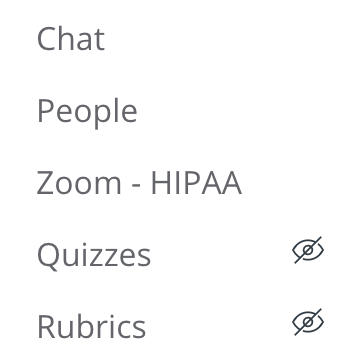 Chat
People
Zoom - HIPAA
Quizzes
Rubrics